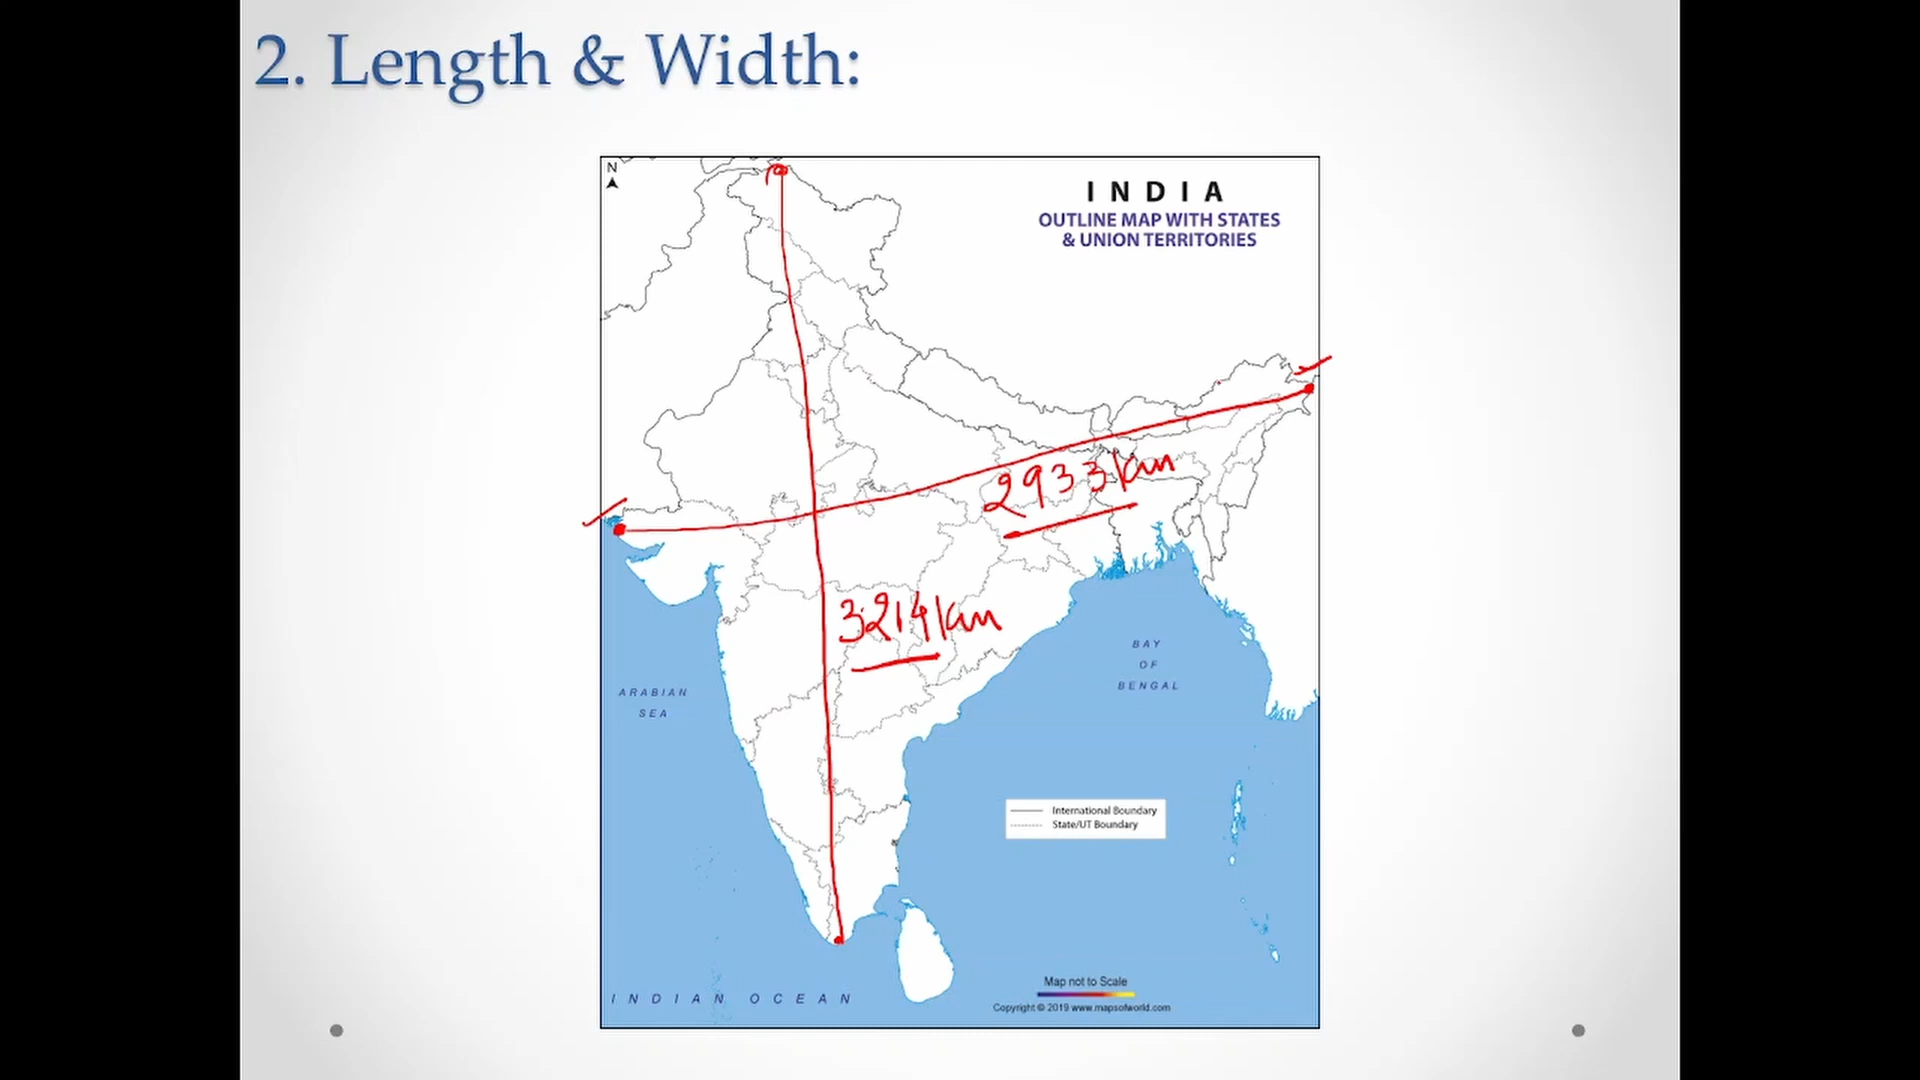 2. Length & Width:
N
I N D I A
OUTLINE MAP WITH STATES
& UNION TERRITORIES
2933km
3214km
ARABIAN
SEA
BAY
OF
BENGAL
International Boundary
State/UT Boundary
Map not to Scale
Copyright © 2019 www.mapsofworld.com
INDIAN OCEAN